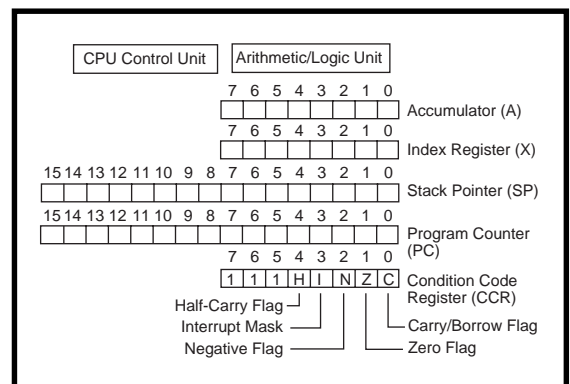 CPU Control Unit Arithmetic/Logic Unit
7 6 5 4 3 2 1 0
Accumulator (A)
7 6 5 4 3 2 1 0
Index Register (X)
15 14 13 12 11 10 9 8 7 6 5 4 3 2 1 0
Stack Pointer (SP)
15 14 13 12 11 10 9 8 7 6 5 4 3 2 1 0
Program Counter
(PC)
7 6 5 4 3 2 1 0
1 1 1 H I N Z C
Condition Code
Register (CCR)
Half-Carry Flag
Interrupt Mask
Carry/Borrow Flag
Negative Flag
Zero Flag